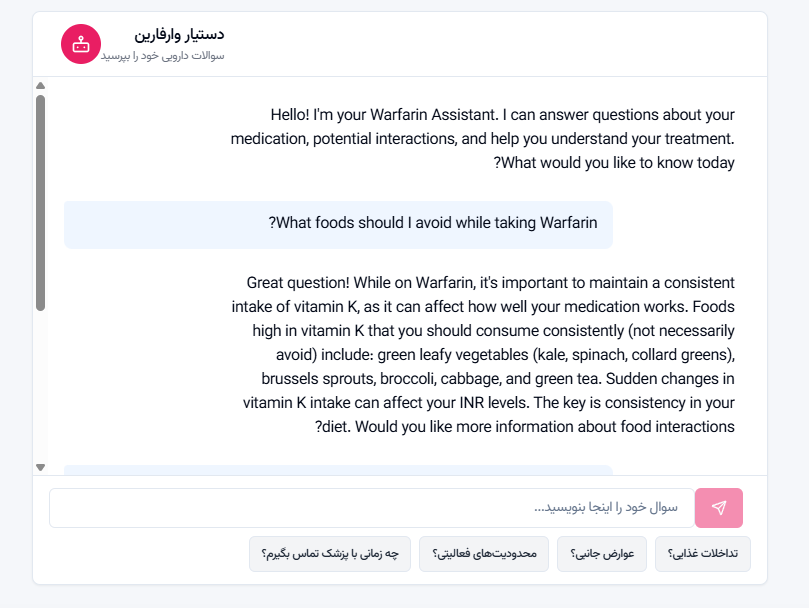 دستیار وارفارین
سوالات دارویی خود را بپرسید
Hello! I'm your Warfarin Assistant. I can answer questions about your
medication, potential interactions, and help you understand your treatment.
?What would you like to know today
?What foods should I avoid while taking Warfarin
Great question! While on Warfarin, it's important to maintain a consistent
intake of vitamin K, as it can affect how well your medication works. Foods
high in vitamin K that you should consume consistently (not necessarily
avoid) include: green leafy vegetables (kale, spinach, collard greens),
brussels sprouts, broccoli, cabbage, and green tea. Sudden changes in
vitamin K intake can affect your INR levels. The key is consistency in your
?diet. Would you like more information about food interactions
سوال خود را اینجا بنویسید...
تداخلات غذایی؟
عوارض جانبی؟
محدودیت‌های فعالیتی؟
چه زمانی با پزشک تماس بگیرم؟